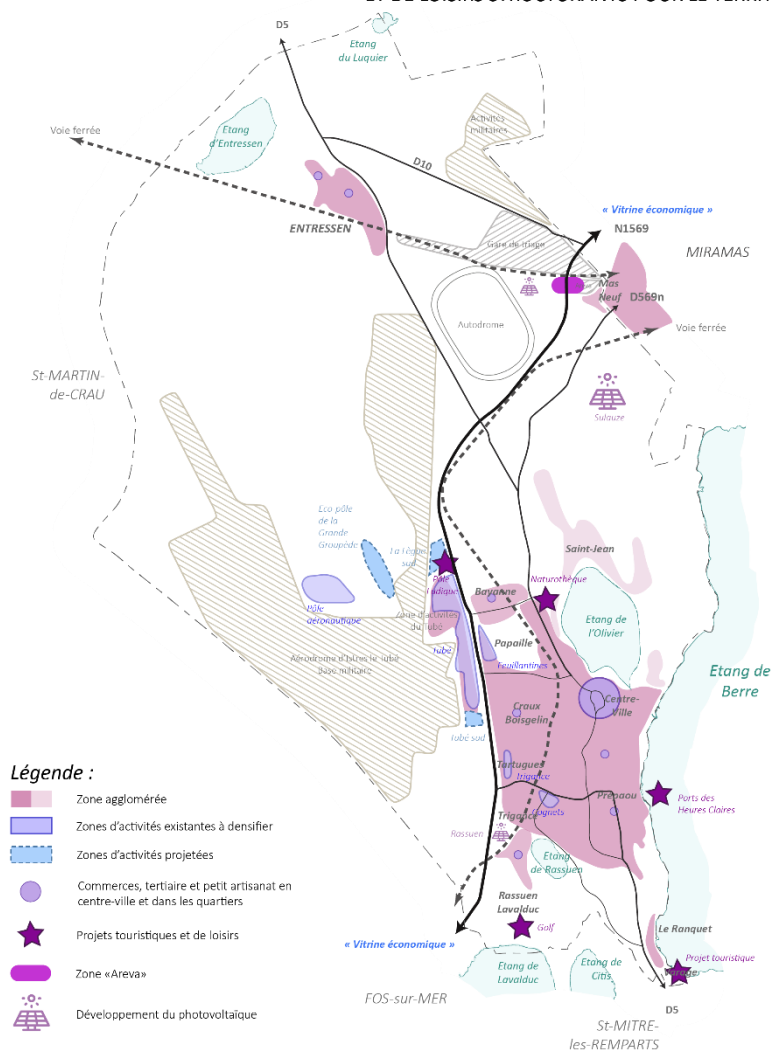 D5
Etang
du Luquier
Voie ferrée
Etang
d'Entressen
Activités
militaires
D10
ENTRESSEN
« Vitrine économique »
N1569
Gare de triage
MIRAMAS
Mas
Neuf
D569n
Autodrome
Voie ferrée
St-MARTIN-
de-CRAU
Sulauze
Eco pôle
de la
Grande
Groupède
La Lègue
sud
Saint-Jean
Pôle
Ludique
Naturothèque
Bayanne
Pôle
aéronautique
Zone d'activités
du Tubé
Etang de
l'Olivier
Papaille
Tubé
Feuillantines
Aérodrome d'Istres le Tubé
Base militaire
Etang de
Berre
Centre-
Ville
Craux
Boisgelin
Tubé sud
Tartugues
Trigance
Prépaou
Ports des
Heures Claires
Cognets
Trigance
Rassuen
Etang
de Rassuen
Rassuen
Lavalduc
Golf
Le Ranquet
« Vitrine économique »
Etang de
Lavalduc
Etang de
Citis
Projet touristique
Varage
FOS-sur-MER
D5
St-MITRE-
les-REMPARTS
Légende :
Zone agglomérée
Zones d'activités existantes à densifier
Zones d'activités projetées
Commerces, tertiaire et petit artisanat en
centre-ville et dans les quartiers
Projets touristiques et de loisirs
Zone «Areva»
Développement du photovoltaïque